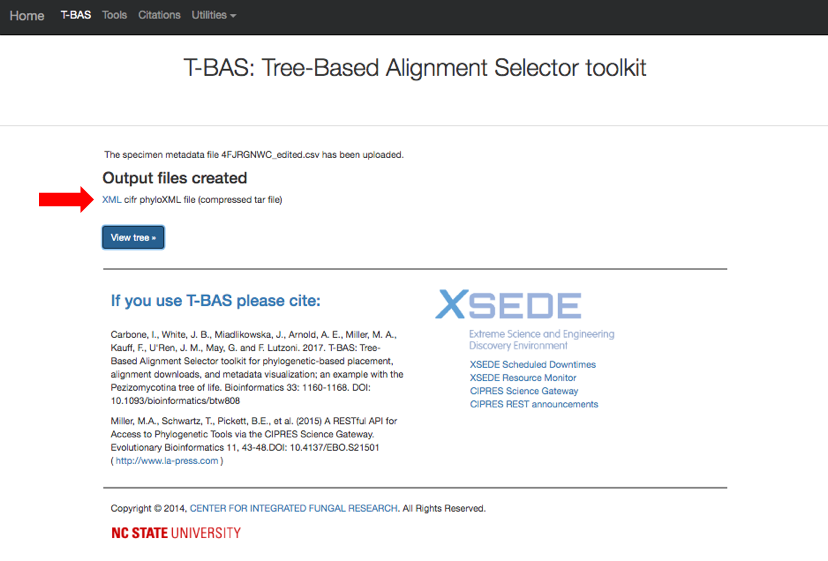 Home T-BAS Tools Citations Utilities
T-BAS: Tree-Based Alignment Selector toolkit
The specimen metadata file 4FJRGNWC_edited.csv has been uploaded.
Output files created
XML cifr phyloXML file (compressed tar file)
View tree »
If you use T-BAS please cite:
Carbone, I., White, J. B., Miadlikowska, J., Arnold, A. E., Miller, M. A.,
Kauff, F., U'Ren, J. M., May, G. and F. Lutzoni. 2017. T-BAS: Tree-
Based Alignment Selector toolkit for phylogenetic-based placement,
alignment downloads, and metadata visualization; an example with the
Pezizomycotina tree of life. Bioinformatics 33: 1160-1168. DOI:
10.1093/bioinformatics/btw808
Miller, M.A., Schwartz, T., Pickett, B.E., et al. (2015) A RESTful API for
Access to Phylogenetic Tools via the CIPRES Science Gateway.
Evolutionary Bioinformatics 11, 43-48.DOI: 10.4137/EBO.S21501
( http://www.la-press.com )
XSEDE
Extreme Science and Engineering
Discovery Environment
XSEDE Scheduled Downtimes
XSEDE Resource Monitor
CIPRES Science Gateway
CIPRES REST announcements
Copyright © 2014, CENTER FOR INTEGRATED FUNGAL RESEARCH. All Rights Reserved.
NC STATE UNIVERSITY